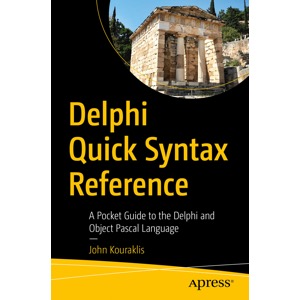 Delphi
Quick Syntax
Reference
A Pocket Guide to the Delphi and
Object Pascal Language
—
John Kouraklis
Apress®